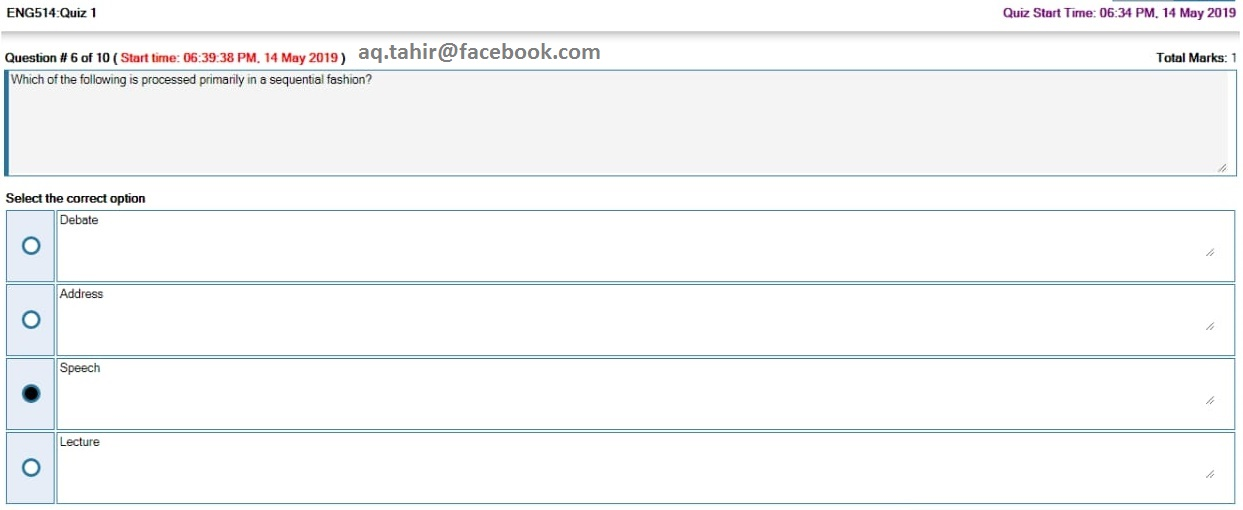 ENG514:Quiz 1 Quiz Start Time: 06:34 PM, 14 May 2019
Question # 6 of 10 ( Start time: 06:39:38 PM, 14 May 2019 ) aq.tahir@facebook.com Total Marks: 1
Which of the following is processed primarily in a sequential fashion?
Select the correct option
Debate
Address
Speech
Lecture